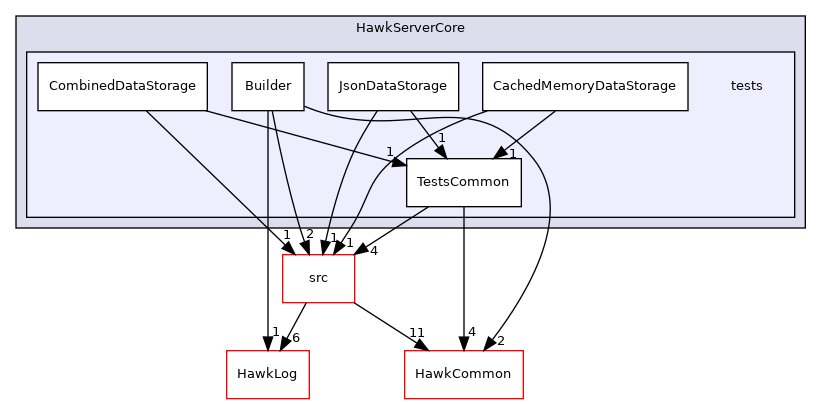 HawkServerCore
CombinedDataStorage
Builder
JsonDataStorage
CachedMemoryDataStorage
tests
1
1
1
TestsCommon
1
2
1
1
4
src
1
6
11
4
2
HawkLog
HawkCommon